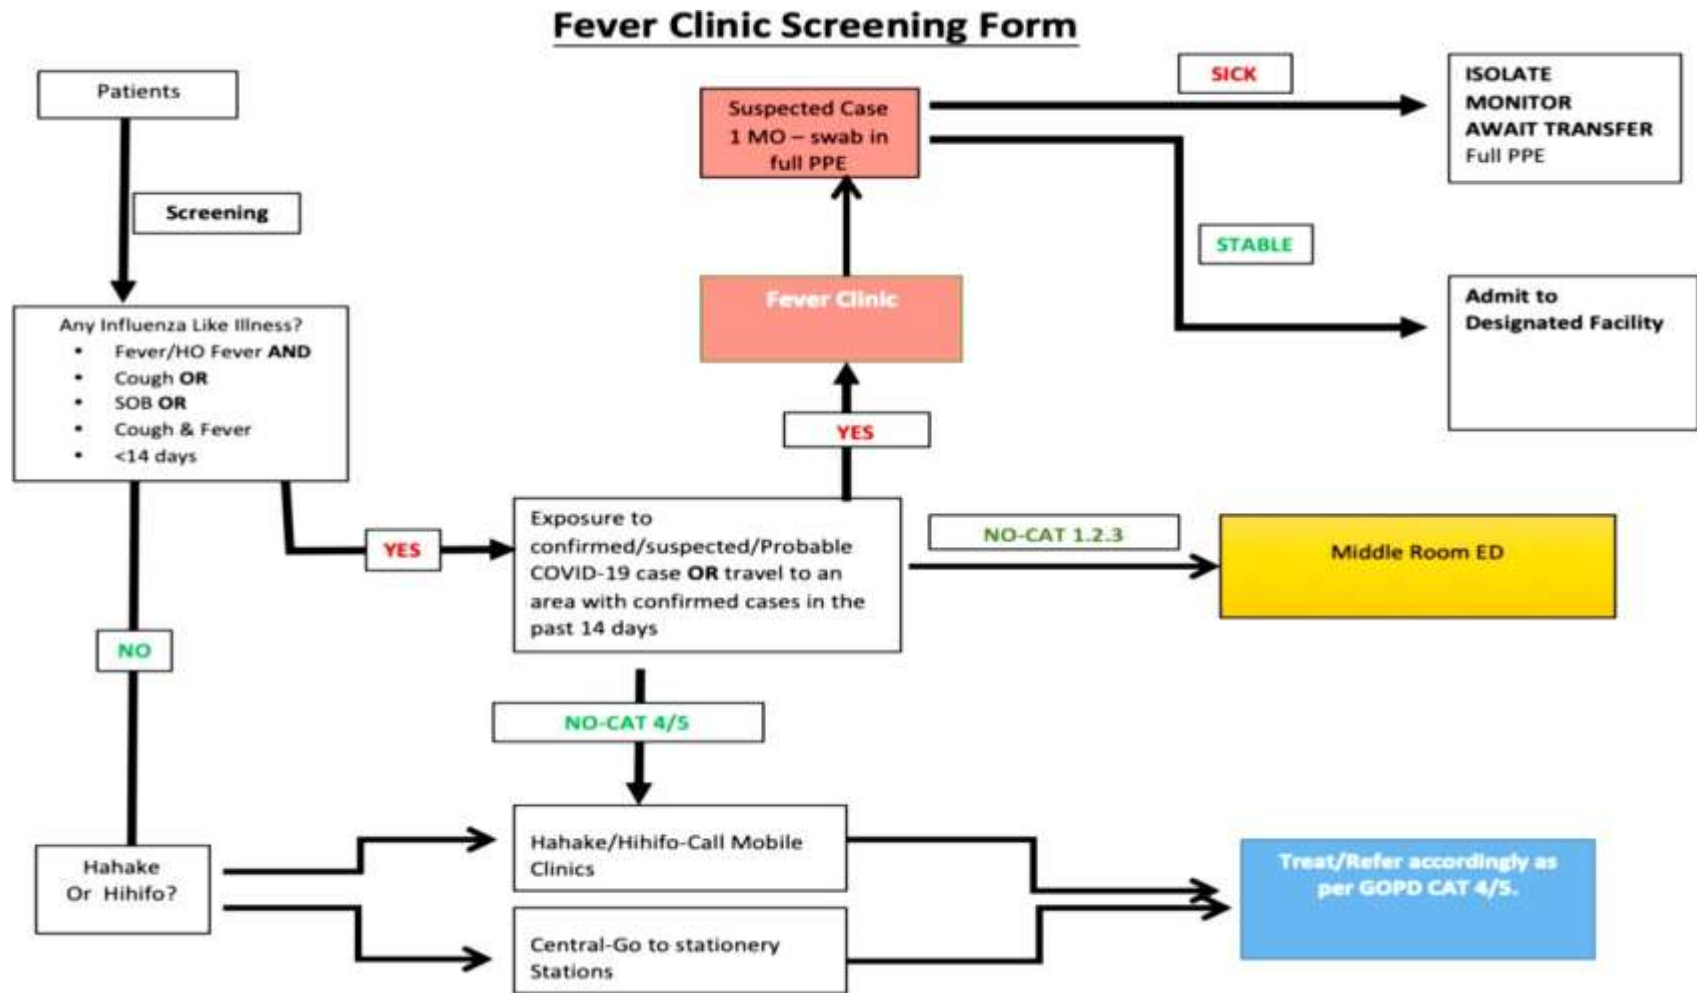 Fever Clinic Screening Form
Patients
Screening
Any Influenza Like Illness?
• Fever/HO Fever AND
• Cough OR
• SOB OR
• Cough & Fever
• <14 days
NO
YES
Hahake
Or Hihifo?
Exposure to
confirmed/suspected/Probable
COVID-19 case OR travel to an
area with confirmed cases in the
past 14 days
YES
Fever Clinic
Suspected Case
1 MO – swab in
full PPE
SICK
ISOLATE
MONITOR
AWAIT TRANSFER
Full PPE
STABLE
Admit to
Designated Facility
NO-CAT 1.2.3
Middle Room ED
NO-CAT 4/5
Hahake/Hihifo-Call Mobile
Clinics
Central-Go to stationery
Stations
Treat/Refer accordingly as
per GOPD CAT 4/5.